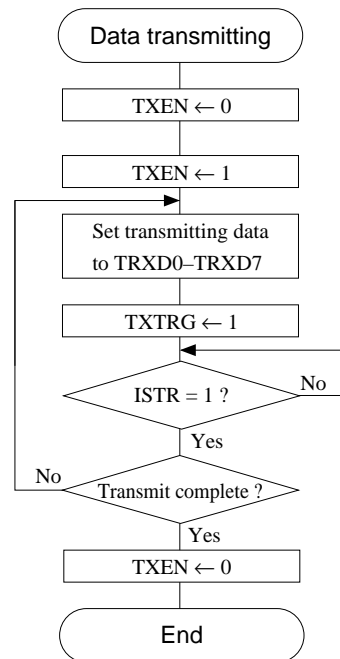 Data transmitting
TXEN ← 0
TXEN ← 1
Set transmitting data
to TRXD0–TRXD7
TXTRG ← 1
ISTR = 1 ?
No
Yes
No
Transmit complete ?
Yes
TXEN ← 0
End